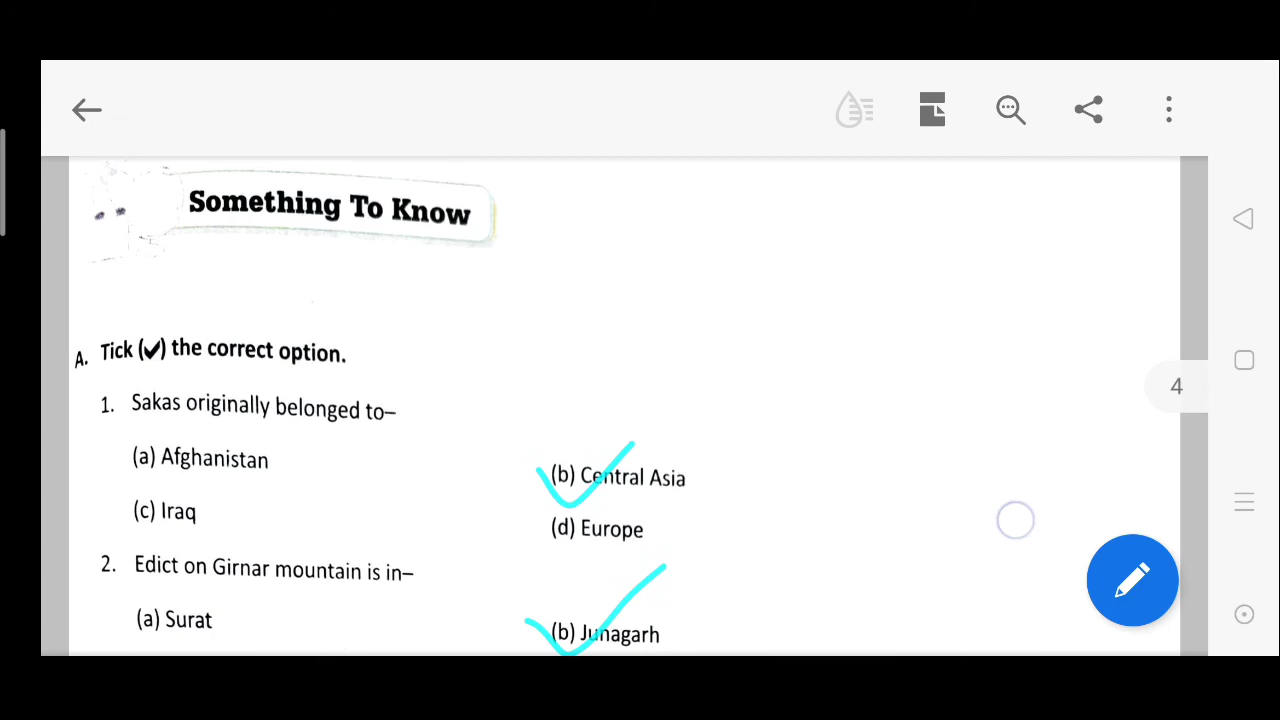 Something To Know
4
A. Tick (✔) the correct option.
1. Sakas originally belonged to–
(a) Afghanistan
(b) Central Asia
(c) Iraq
(d) Europe
2. Edict on Girnar mountain is in–
(a) Surat
(b) Junagarh